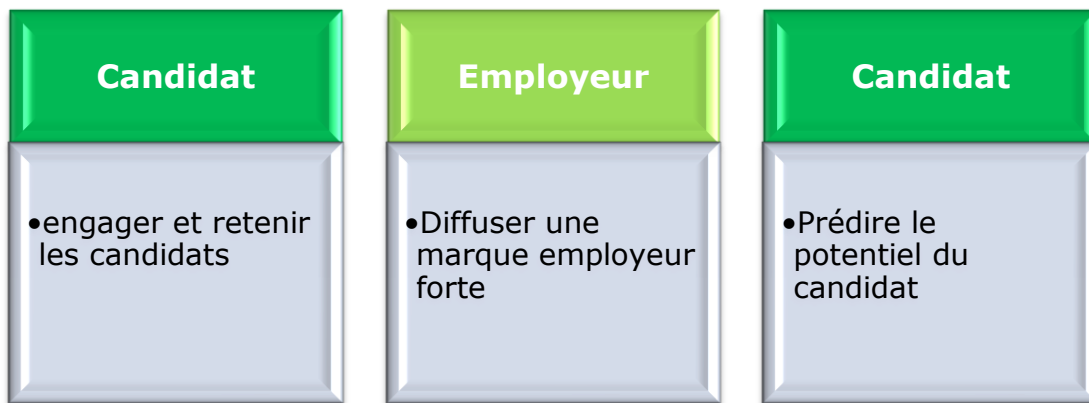 Candidat
•engager et retenir
les candidats
Employeur
•Diffuser une
marque employeur
forte
Candidat
•Prédire le
potentiel du
candidat